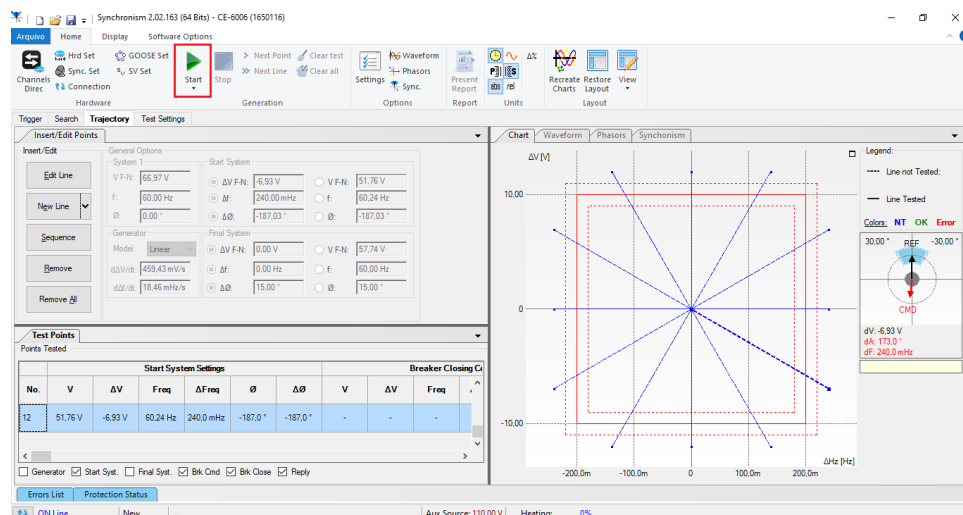 Synchronism 2.02.163 (64 Bits) - CE-6006 (1650116)
Arquivo Home Display Software Options
Channels Direc
Hrd Set
Sync. Set
Connection
GOOSE Set
SV Set
Hardware
Start
Stop
> Next Point
> Next Line
Clear test
Clear all
Generation
Settings
Waveform
Phasors
Sync.
Options
Present Report
Report
Δ%
abs rel
Units
Recreate Charts
Restore Layout
View
Layout
Trigger Search Trajectory Test Settings
Insert/Edit Points
Insert/Edit
Edit Line
New Line
Sequence
Remove
Remove All
General Options
System 1
V F-N: 66,97 V
f: 60,00 Hz
Ø: 0,00 °
Start System
ΔV F-N: -6,93 V V F-N: 51,76 V
Δf: 240,00 mHz f: 60,24 Hz
ΔØ: -187,03 ° Ø: -187,03 °
Generator
Model: Linear
dΔV/dt: 459,43 mV/s
dΔf/dt: 18,46 mHz/s
Final System
ΔV F-N: 0,00 V V F-N: 57,74 V
Δf: 0,00 Hz f: 60,00 Hz
ΔØ: 15,00 ° Ø: 15,00 °
Test Points
Points Tested
Start System Settings Breaker Closing Co
No. V ΔV Freq ΔFreq Ø ΔØ V ΔV Freq
12 51,76 V -6,93 V 60,24 Hz 240,0 mHz -187,0 ° -187,0 ° - - -
Generator Start Syst. Final Syst. Brk Cmd Brk Close Reply
Chart Waveform Phasors Synchonism
ΔV [V]
10,00
0
-10,00
-200,0m -100,0m 0 100,0m 200,0m
ΔHz [Hz]
Legend:
Line not Tested:
Line Tested
Colors: NT OK Error
30,00 ° REF -30,00 °
CMD
dV: -6,93 V
dA: 173,0 °
dF: 240,0 mHz
Errors List Protection Status
ON Line New Aux Source: 110,00 V Heating: 0%